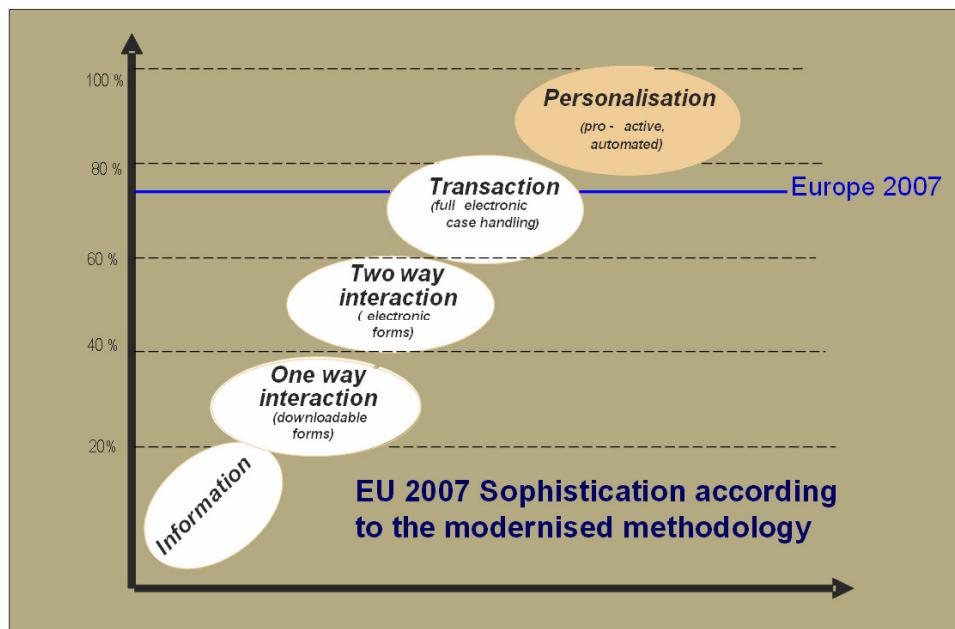 100 %
Personalisation
(pro - active,
automated)
80 %
Transaction
(full electronic
case handling)
Europe 2007
60 %
Two way
interaction
( electronic
forms)
40 %
One way
interaction
(downloadable
forms)
20%
Information
EU 2007 Sophistication according
to the modernised methodology